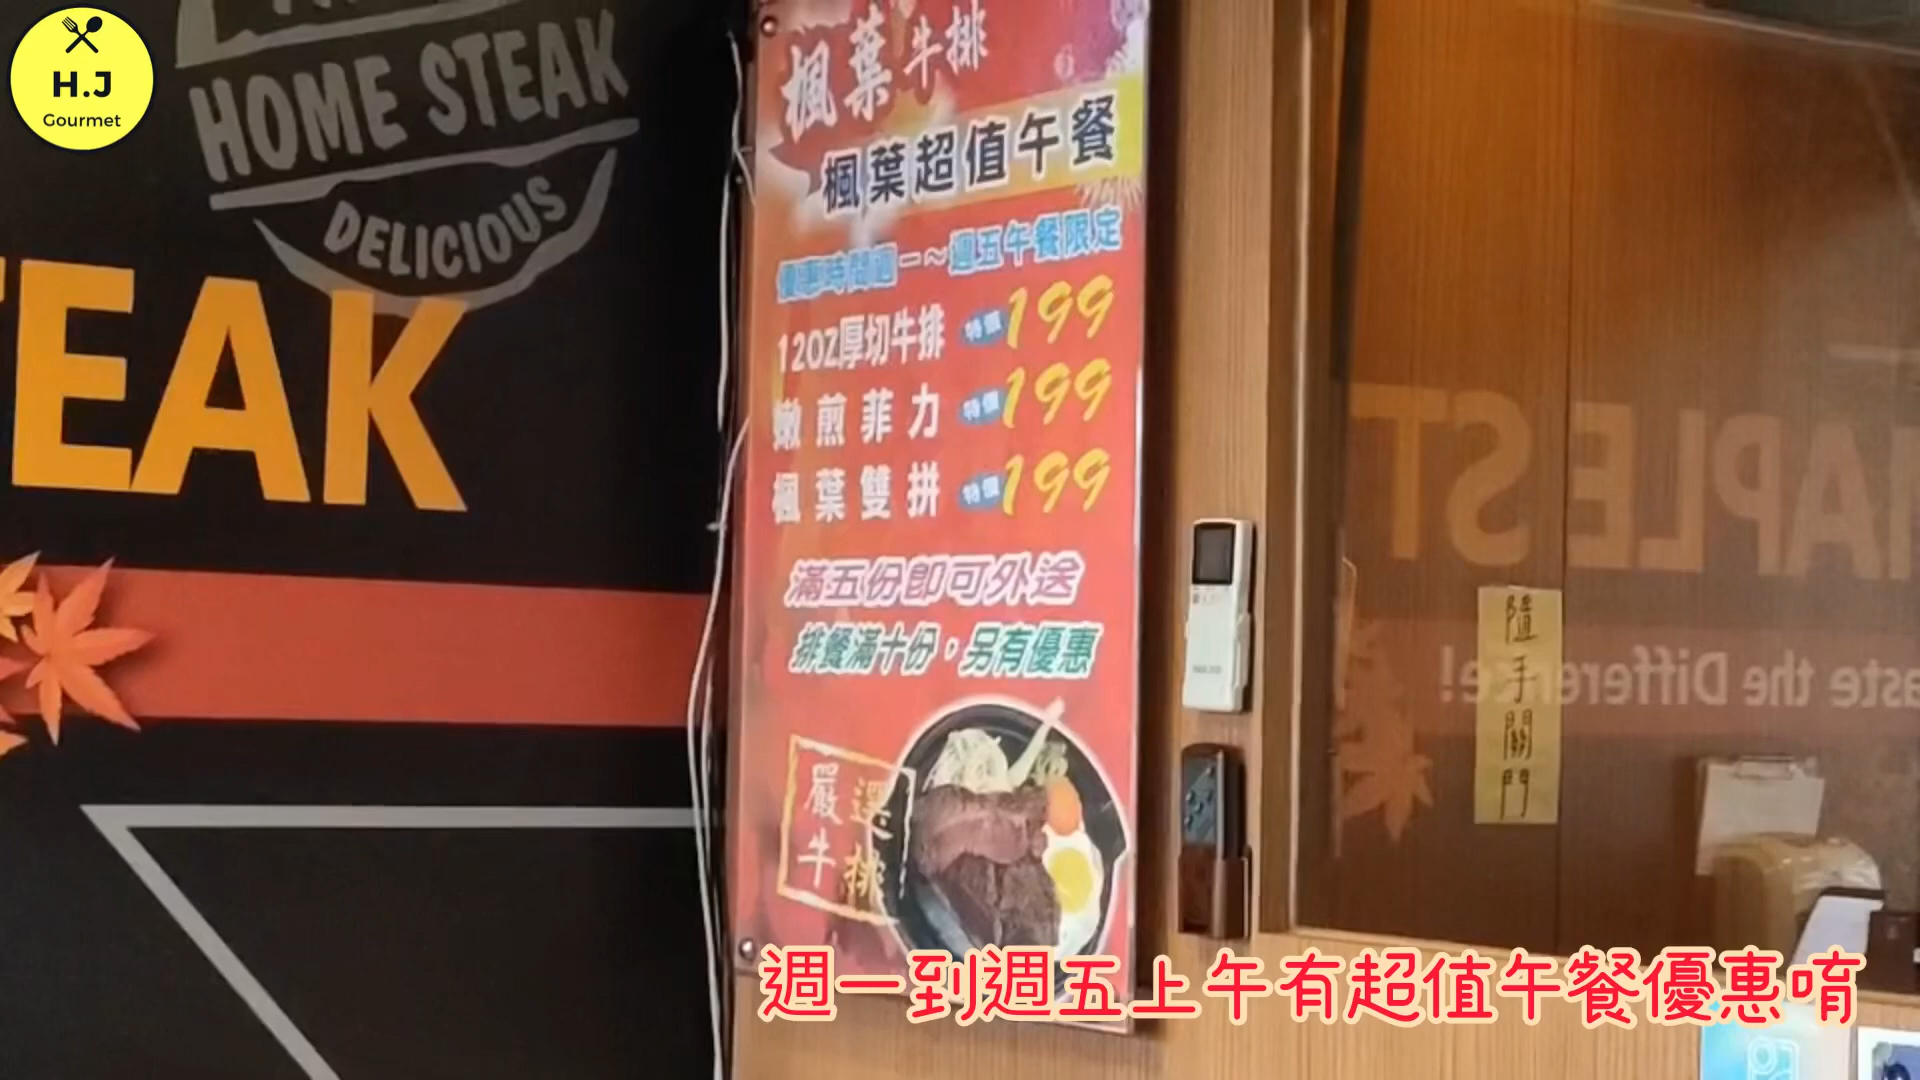 H.J
Gourmet
HOME STEAK
DELICIOUS
TEAK
楓葉牛排
楓葉超值午餐
優惠時間週一~週五午餐限定
12OZ厚切牛排 特價199
嫩煎菲力 特價199
楓葉雙拼 特價199
滿五份即可外送
排餐滿十份,另有優惠
嚴選
牛排
APLEST
aste the Difference!
隨手關門
週一到週五上午有超值午餐優惠唷